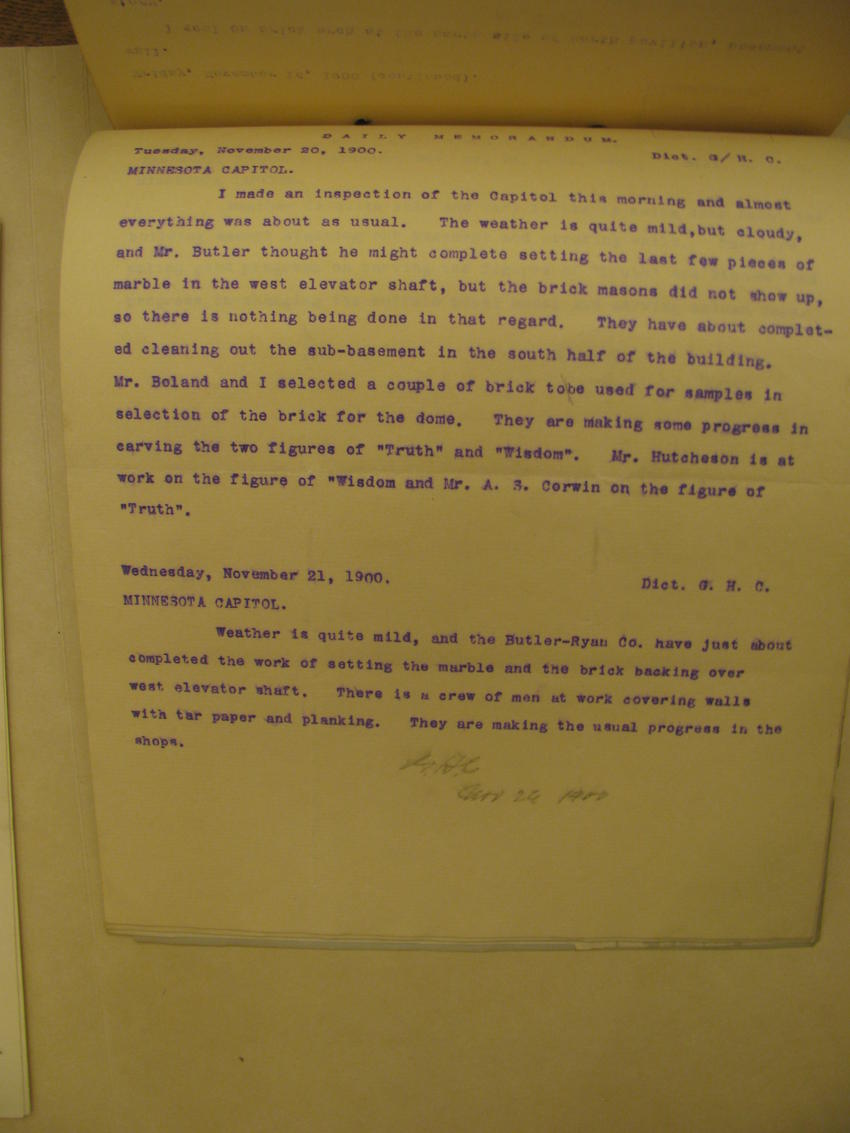 Friday, November 16, 1900 (continued).
DAILY MEMORANDUM.
Tuesday, November 20, 1900. Dict. G/H. C.
MINNESOTA CAPITOL.
I made an inspection of the Capitol this morning and almost
everything was about as usual. The weather is quite mild,but cloudy,
and Mr. Butler thought he might complete setting the last few pieces of
marble in the west elevator shaft, but the brick masons did not show up,
so there is nothing being done in that regard. They have about complet-
ed cleaning out the sub-basement in the south half of the building.
Mr. Boland and I selected a couple of brick tobe used for samples in
selection of the brick for the dome. They are making some progress in
carving the two figures of "Truth" and "Wisdom". Mr. Hutcheson is at
work on the figure of "Wisdom and Mr. A. S. Corwin on the figure of
"Truth".
Wednesday, November 21, 1900. Dict. G. H. C.
MINNESOTA CAPITOL.
Weather is quite mild, and the Butler-Ryan Co. have just about
completed the work of setting the marble and the brick backing over
west elevator shaft. There is a crew of men at work covering walls
with tar paper and planking. They are making the usual progress in the
shops.
G.H.C
Nov 26 1900